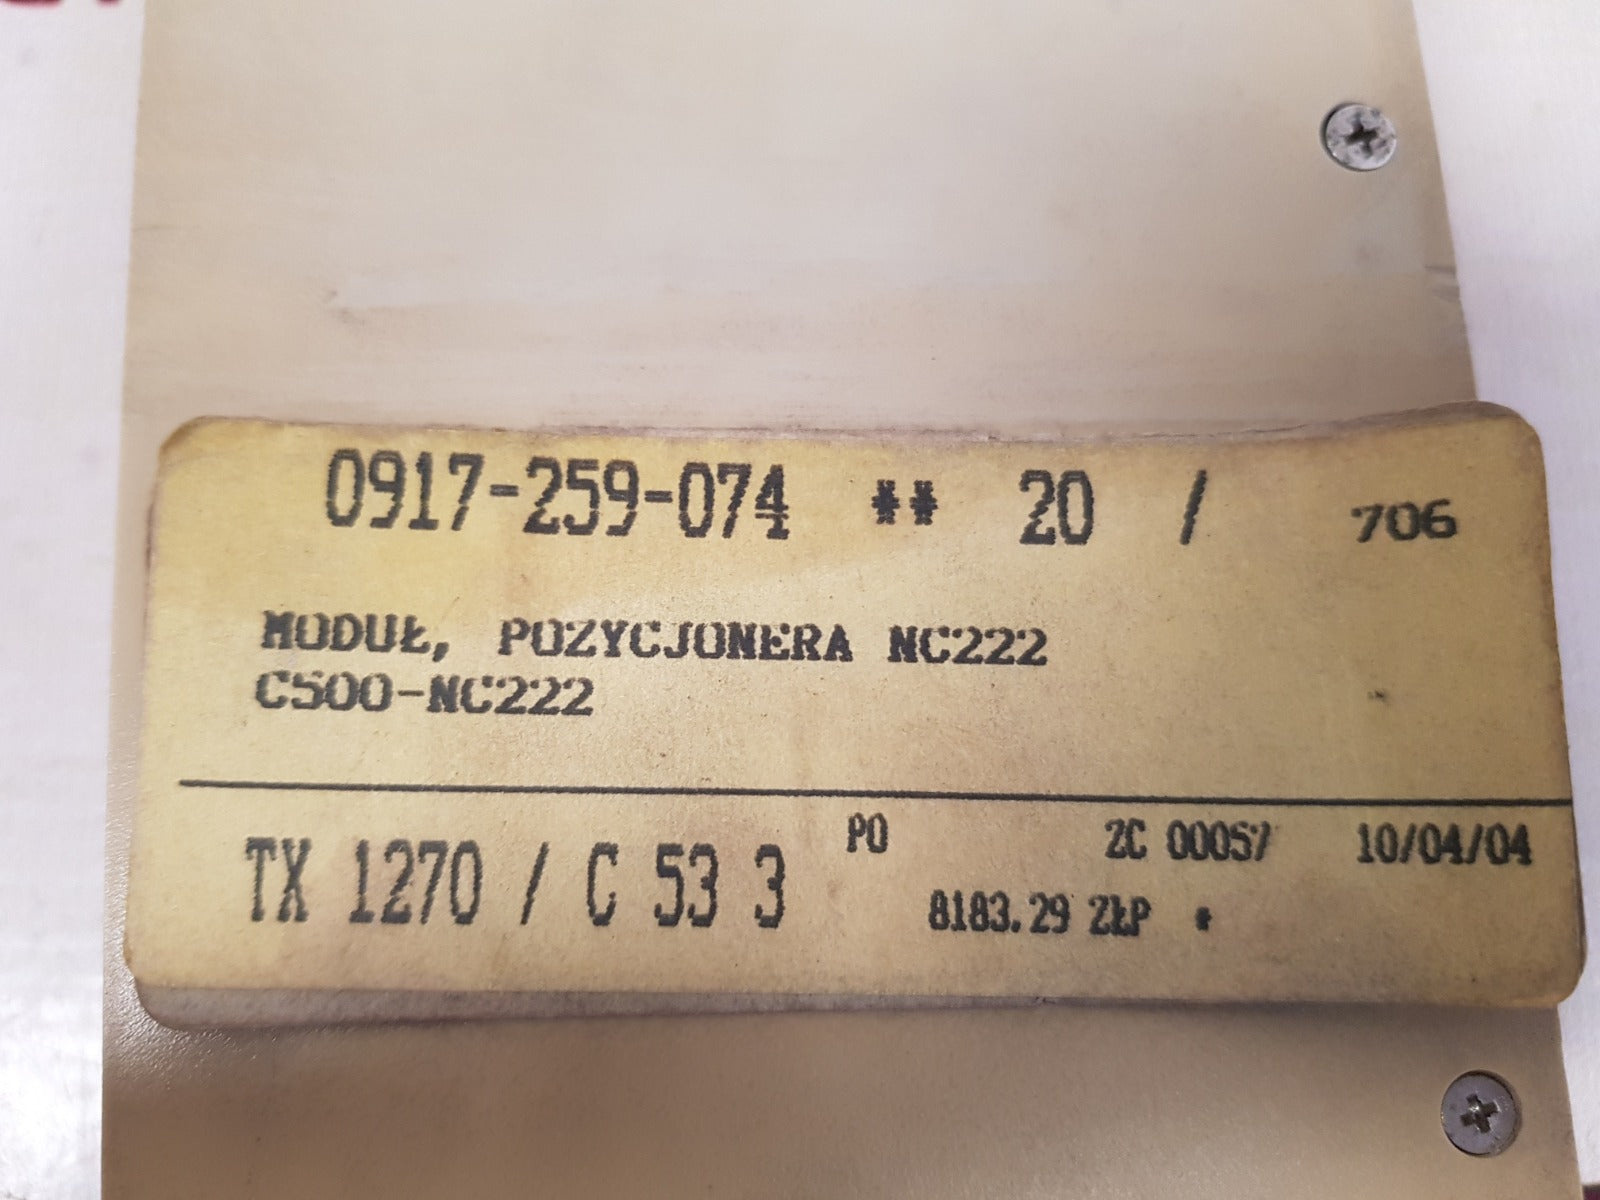 0917-259-074 ** 20 / 706
MODUŁ, POZYCJONERA NC222
C500-NC222
PO ZC 00057 10/04/04
TX 1270 / C 53 3
8183.29 ZŁP *